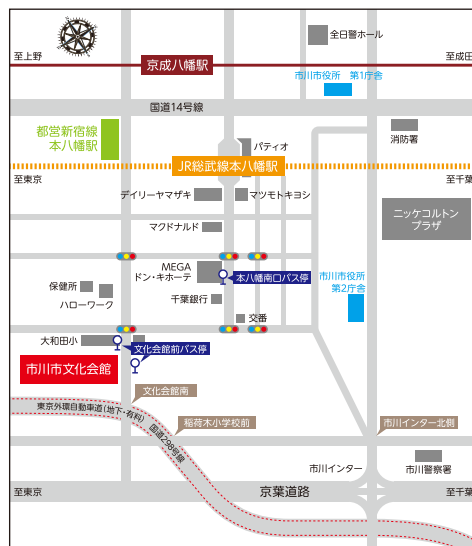 全日警ホール
至上野
京成八幡駅
至成田
市川市役所　第1庁舎
国道14号線
都営新宿線
本八幡駅
消防署
パティオ
JR総武線本八幡駅
至東京
至千葉
デイリーヤマザキ
マツモトキヨシ
ニッケコルトン
プラザ
マクドナルド
MEGA
ドン・キホーテ
本八幡南口バス停
市川市役所
第2庁舎
保健所
ハローワーク
千葉銀行
交番
大和田小
文化会館前バス停
市川市文化会館
文化会館南
東京外環自動車道(地下・有料)
国道298号線
稲荷木小学校前
市川インター北側
市川インター
市川警察署
至東京
京葉道路
至千葉